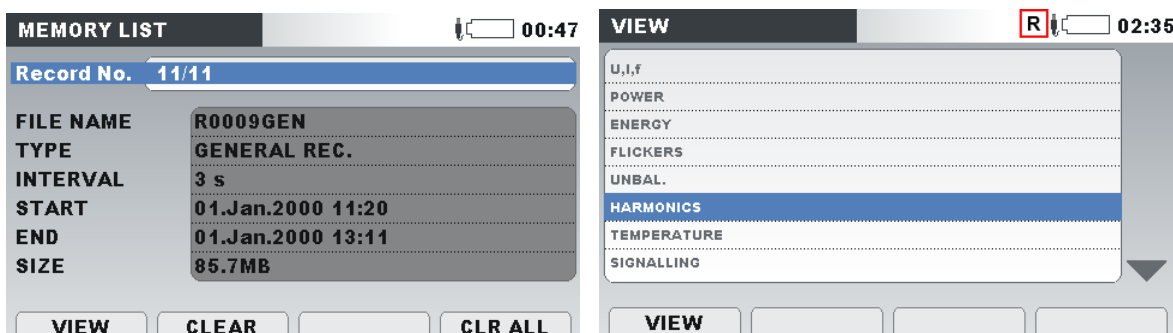 MEMORY LIST 00:47
Record No. 11/11
FILE NAME R0009GEN
TYPE GENERAL REC.
INTERVAL 3 s
START 01.Jan.2000 11:20
END 01.Jan.2000 13:11
SIZE 85.7MB
VIEW CLEAR CLR ALL
VIEW R 02:35
U,I,f
POWER
ENERGY
FLICKERS
UNBAL.
HARMONICS
TEMPERATURE
SIGNALLING
VIEW